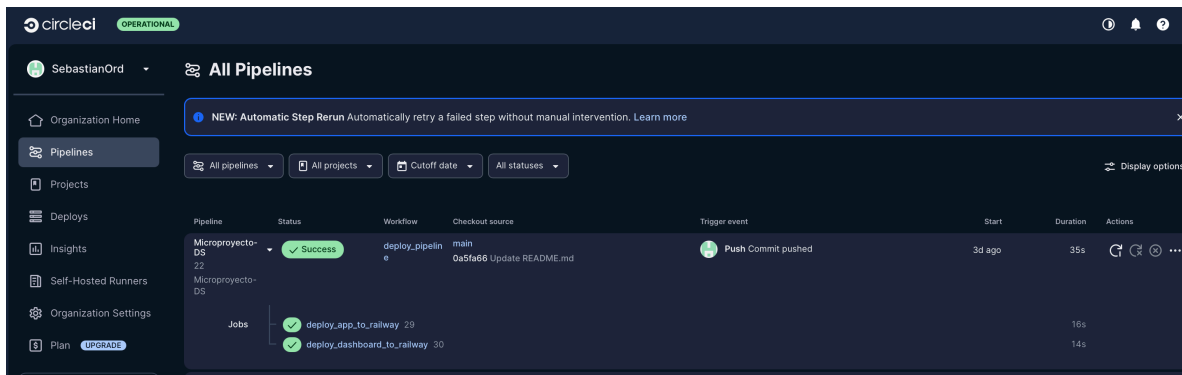 circleci OPERATIONAL
SebastianOrd
All Pipelines
Organization Home
Pipelines
Projects
Deploys
Insights
Self-Hosted Runners
Organization Settings
Plan UPGRADE
NEW: Automatic Step Rerun Automatically retry a failed step without manual intervention. Learn more
All pipelines All projects Cutoff date All statuses
Display options
Pipeline Status Workflow Checkout source Trigger event Start Duration Actions
Microproyecto-
DS
22
Microproyecto-
DS
Success
deploy_pipelin
e
main
0a5fa66 Update README.md
Push Commit pushed
3d ago
35s
Jobs
deploy_app_to_railway 29
16s
deploy_dashboard_to_railway 30
14s